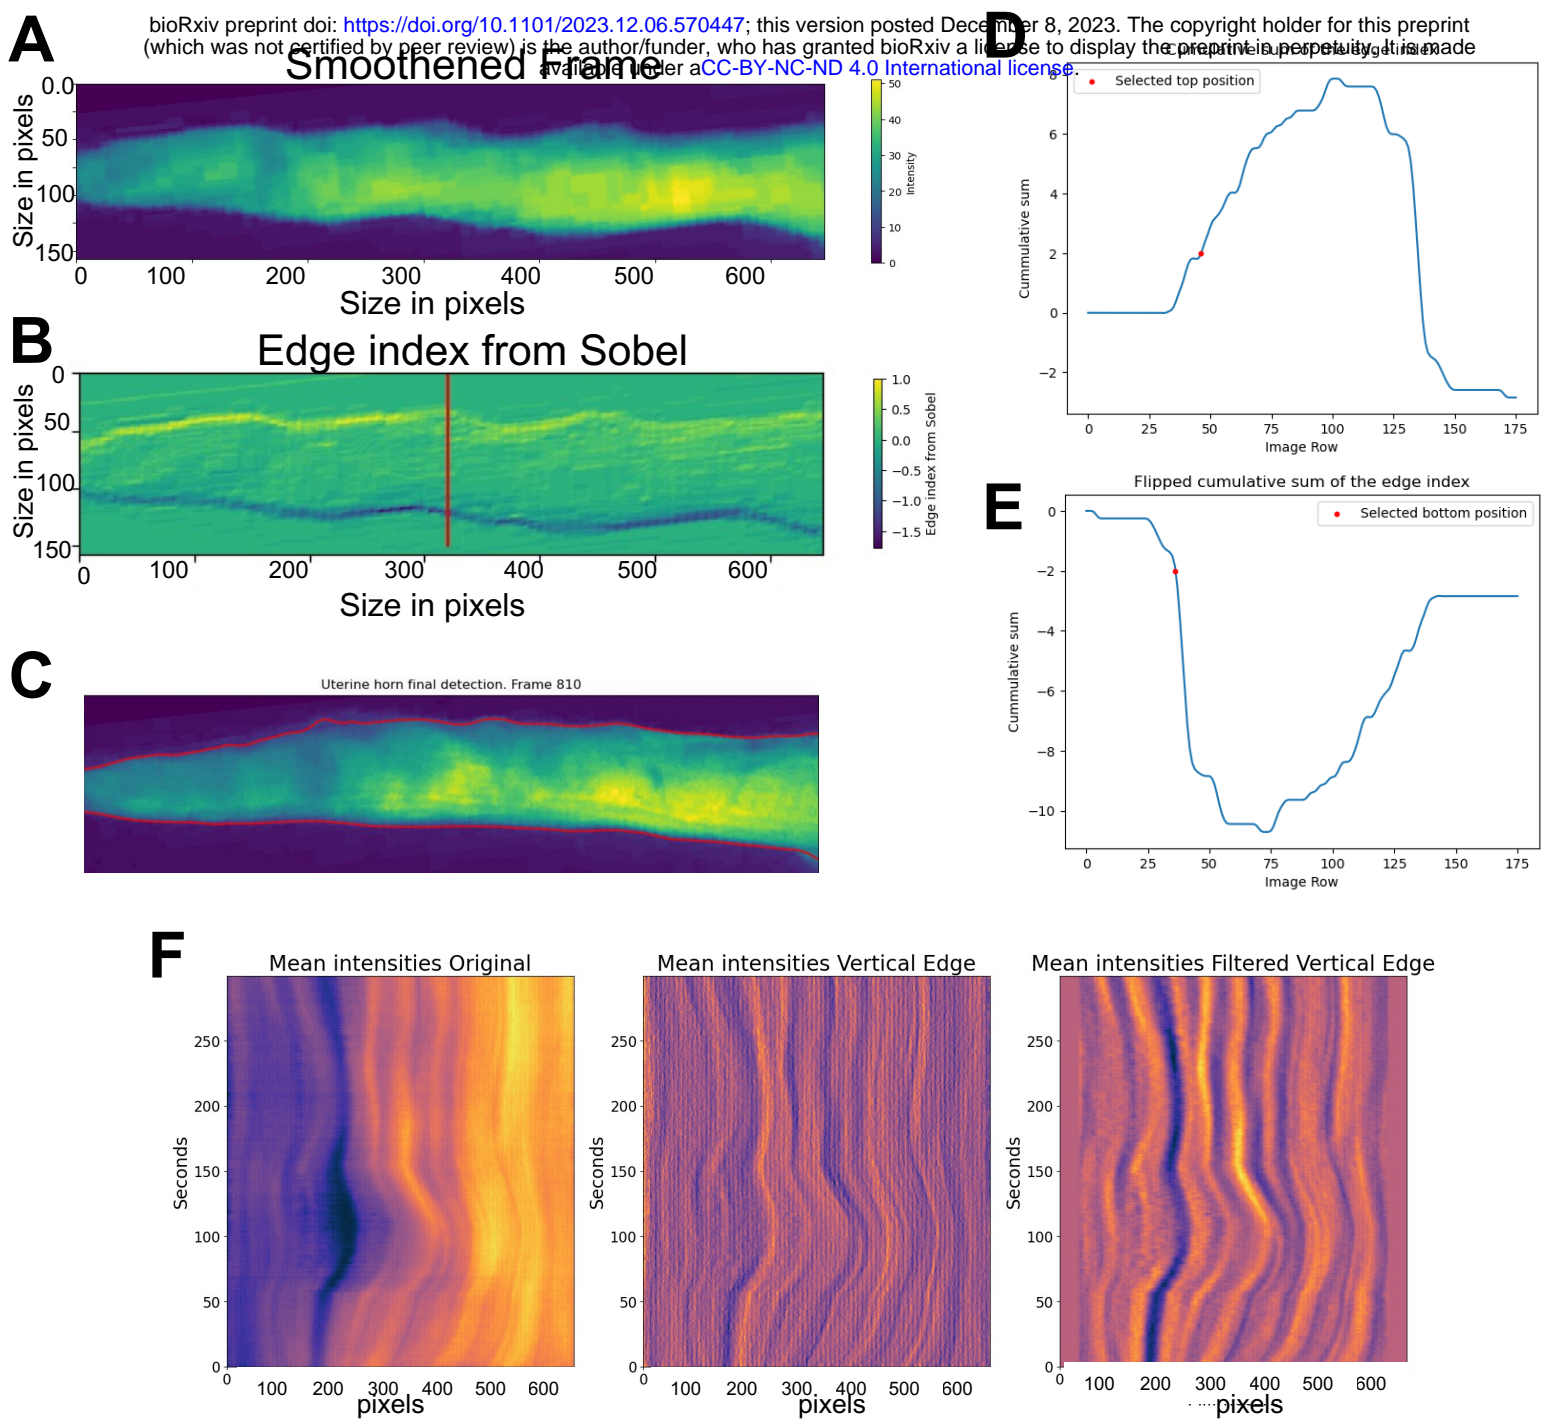 bioRxiv preprint doi: https://doi.org/10.1101/2023.12.06.570447; this version posted December 8, 2023. The copyright holder for this preprint
(which was not certified by peer review) is the author/funder, who has granted bioRxiv a license to display the preprint in perpetuity. It is made
available under aCC-BY-NC-ND 4.0 International license.
A
Smoothened Frame
Size in pixels
0.0
50
100
150
0 100 200 300 400 500 600
Size in pixels
50
40
30
20
10
0
Intensity
B
Edge index from Sobel
Size in pixels
0
50
100
150
0 100 200 300 400 500 600
Size in pixels
1.0
0.5
0.0
−0.5
−1.0
−1.5
Edge index from Sobel
C
Uterine horn final detection. Frame 810
D
Cumulative sum of the edge index
Selected top position
Cummulative sum
8
6
4
2
0
−2
0 25 50 75 100 125 150 175
Image Row
E
Flipped cumulative sum of the edge index
Selected bottom position
Cummulative sum
0
−2
−4
−6
−8
−10
0 25 50 75 100 125 150 175
Image Row
F
Mean intensities Original
Seconds
250
200
150
100
50
0
0 100 200 300 400 500 600
pixels
Mean intensities Vertical Edge
Seconds
250
200
150
100
50
0
0 100 200 300 400 500 600
pixels
Mean intensities Filtered Vertical Edge
Seconds
250
200
150
100
50
0
0 100 200 300 400 500 600
pixels